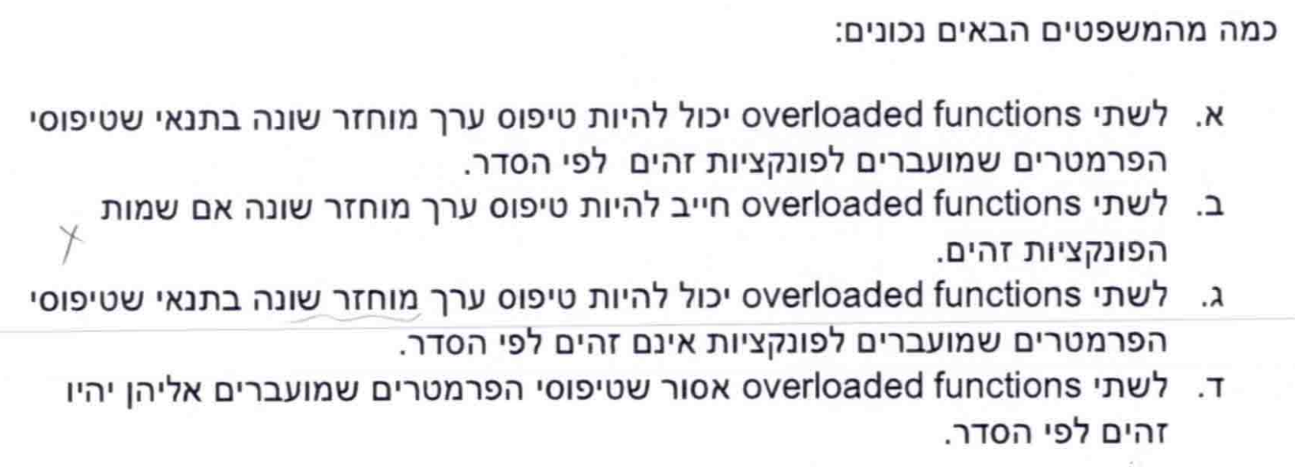 כמה מהמשפטים הבאים נכונים:
א. לשתי overloaded functions יכול להיות טיפוס ערך מוחזר שונה בתנאי שטיפוסי
הפרמטרים שמועברים לפונקציות זהים לפי הסדר.
ב. לשתי overloaded functions חייב להיות טיפוס ערך מוחזר שונה אם שמות
הפונקציות זהים.
ג. לשתי overloaded functions יכול להיות טיפוס ערך מוחזר שונה בתנאי שטיפוסי
הפרמטרים שמועברים לפונקציות אינם זהים לפי הסדר.
ד. לשתי overloaded functions אסור שטיפוסי הפרמטרים שמועברים אליהן יהיו
זהים לפי הסדר.